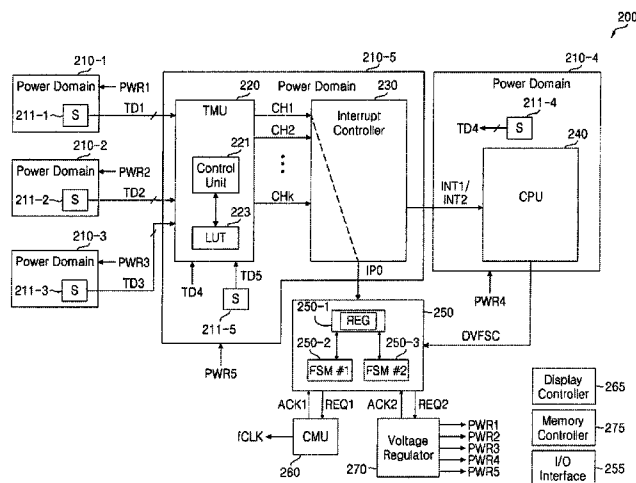 200
210-1
Power Domain
PWR1
211-1
S
TD1
210-2
Power Domain
PWR2
211-2
S
TD2
210-3
Power Domain
PWR3
211-3
S
TD3
210-5
Power Domain
220
TMU
221
Control
Unit
223
LUT
TD4
TD5
S
211-5
PWR5
CH1
CH2
CHk
230
Interrupt
Controller
IP0
INT1/
INT2
210-4
Power Domain
211-4
TD4
S
240
CPU
PWR4
DVFSC
250
250-1
REG
250-2
250-3
FSM #1
FSM #2
ACK1
REQ1
ACK2
REQ2
fCLK
CMU
260
Voltage
Regulator
270
PWR1
PWR2
PWR3
PWR4
PWR5
Display
Controller
265
Memory
Controller
275
I/O
Interface
255